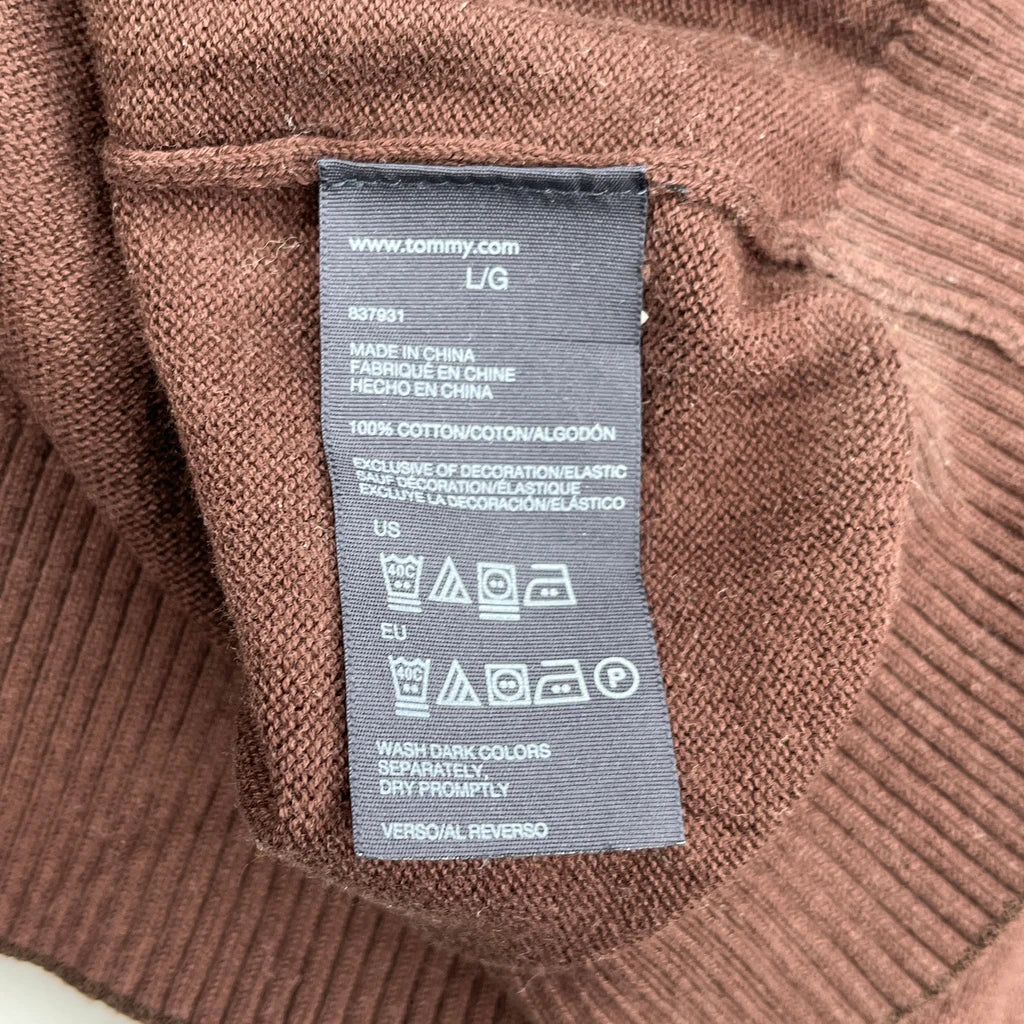 www.tommy.com
L/G
837931
MADE IN CHINA
FABRIQUÉ EN CHINE
HECHO EN CHINA
100% COTTON/COTON/ALGODÓN
EXCLUSIVE OF DECORATION/ELASTIC
SAUF DÉCORATION/ÉLASTIQUE
EXCLUYE LA DECORACIÓN/ELÁSTICO
US
40C
EU
40C P
WASH DARK COLORS
SEPARATELY,
DRY PROMPTLY
VERSO/AL REVERSO